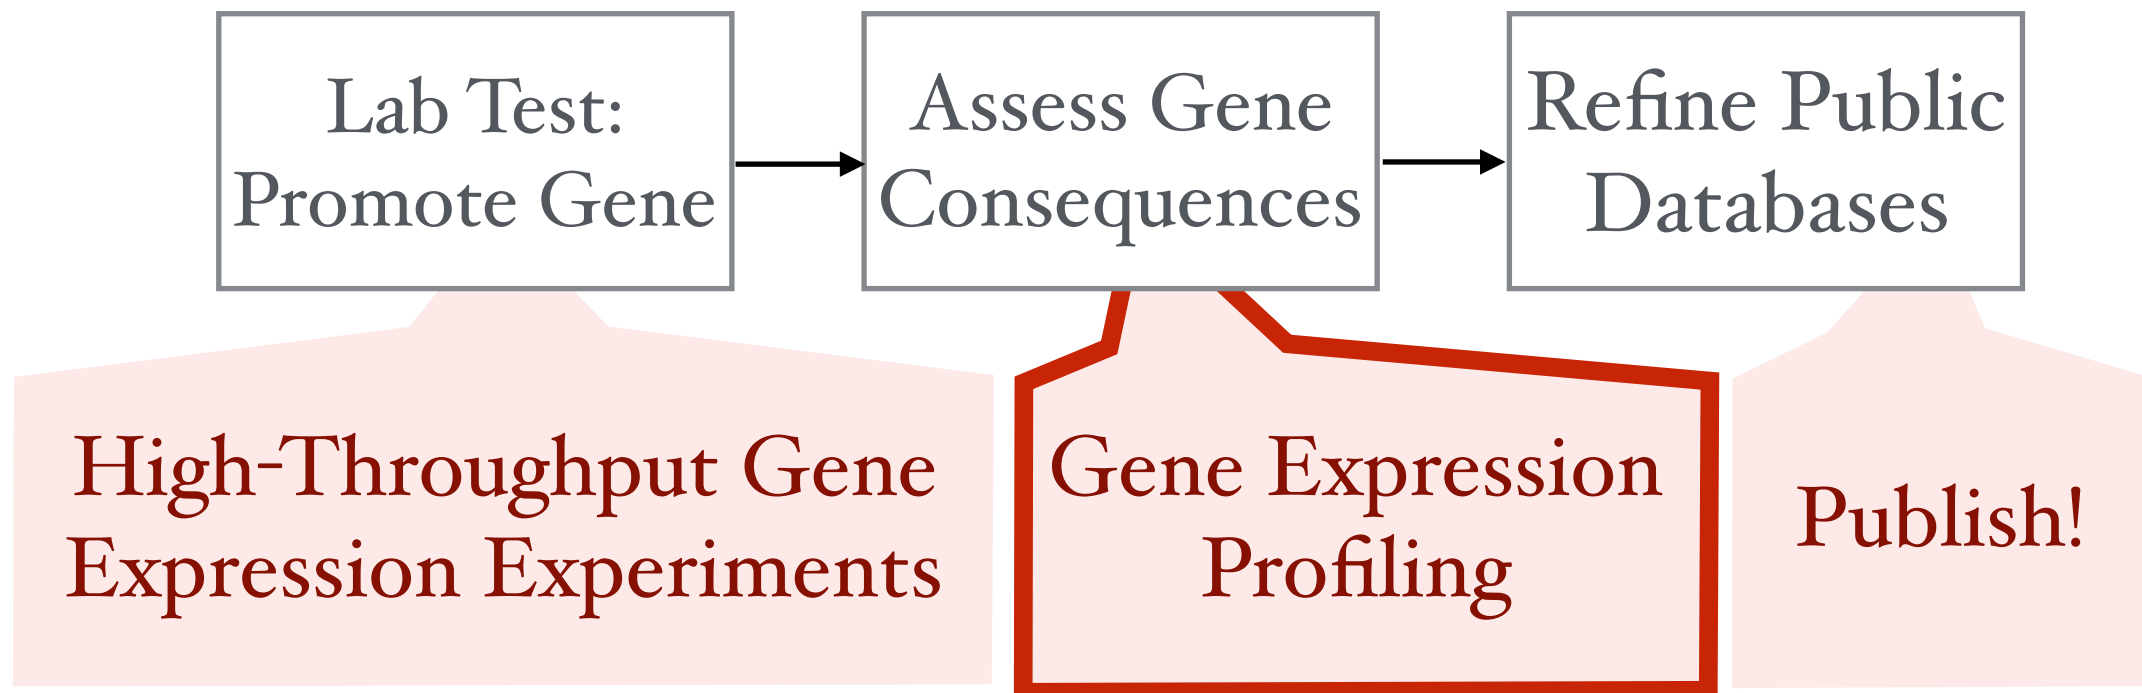 Lab Test:
Promote Gene
Assess Gene
Consequences
Refine Public
Databases
High-Throughput Gene
Expression Experiments
Gene Expression
Profiling
Publish!